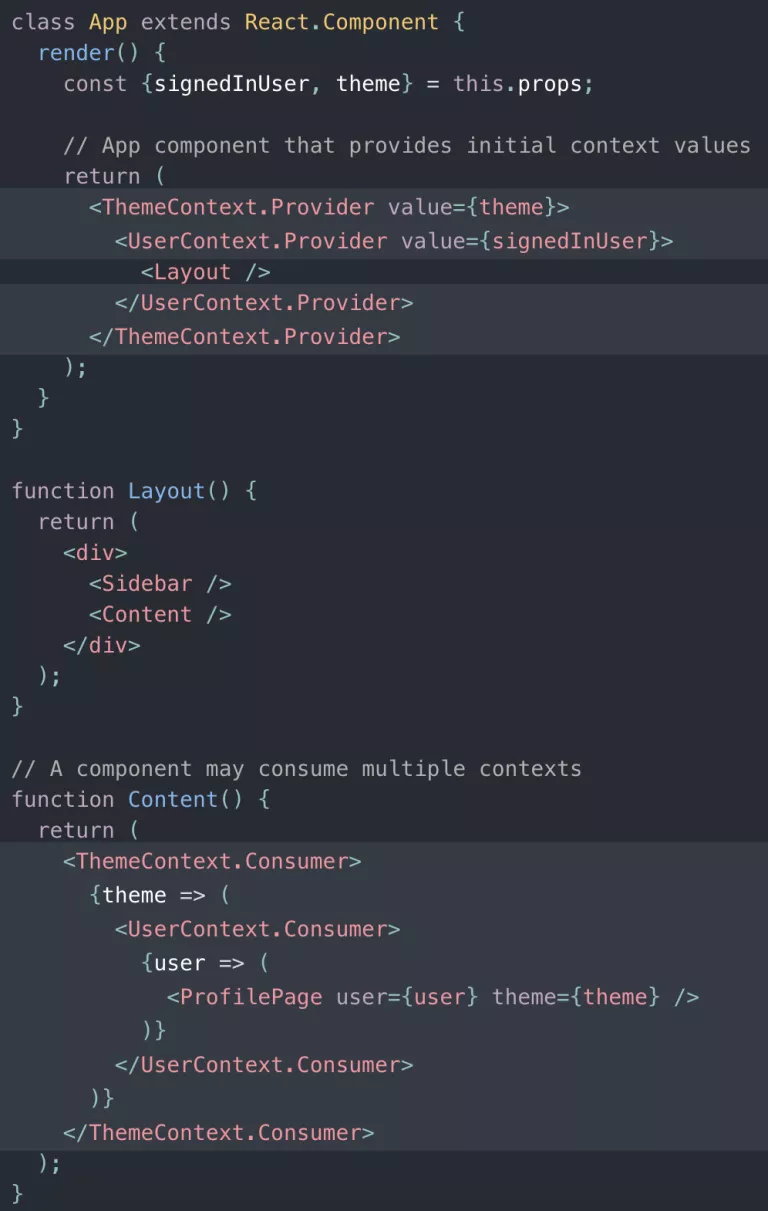 class App extends React.Component {
  render() {
    const {signedInUser, theme} = this.props;

    // App component that provides initial context values
    return (
      <ThemeContext.Provider value={theme}>
        <UserContext.Provider value={signedInUser}>
          <Layout />
        </UserContext.Provider>
      </ThemeContext.Provider>
    );
  }
}

function Layout() {
  return (
    <div>
      <Sidebar />
      <Content />
    </div>
  );
}

// A component may consume multiple contexts
function Content() {
  return (
    <ThemeContext.Consumer>
      {theme => (
        <UserContext.Consumer>
          {user => (
            <ProfilePage user={user} theme={theme} />
          )}
        </UserContext.Consumer>
      )}
    </ThemeContext.Consumer>
  );
}